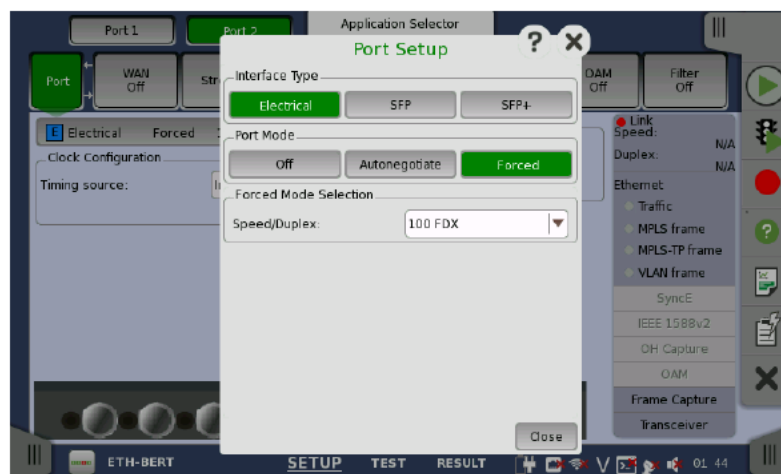 Port 1
Port 2
Application Selector
Port Setup
?
Port
WAN
Off
OAM
Off
Filter
Off
Interface Type
Electrical SFP SFP+
E Electrical Forced
Port Mode
Off Autonegotiate Forced
Clock Configuration
Timing source:
Forced Mode Selection
Speed/Duplex: 100 FDX
Link
Speed:
N/A
Duplex:
N/A
Ethernet
Traffic
MPLS frame
MPLS-TP frame
VLAN frame
SyncE
IEEE 1588v2
OH Capture
OAM
Frame Capture
Transceiver
?
Close
ETH-BERT SETUP TEST RESULT 01 44